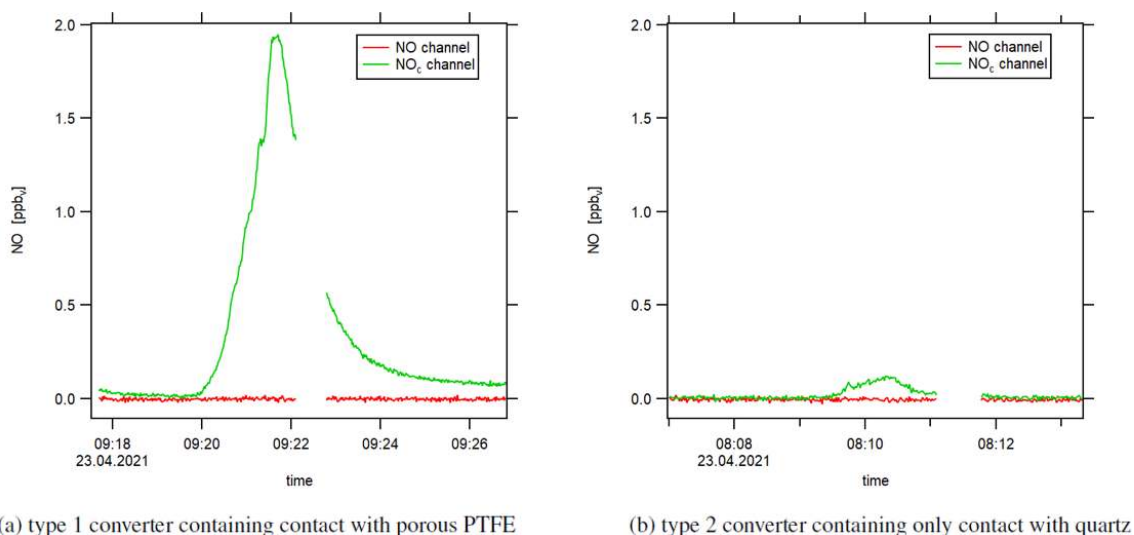 2.0
1.5
1.0
0.5
0.0
NO [ppbv]
NO channel
NOc channel
09:18 09:20 09:22 09:24 09:26
23.04.2021
time
(a) type 1 converter containing contact with porous PTFE
2.0
1.5
1.0
0.5
0.0
NO [ppbv]
NO channel
NOc channel
08:08 08:10 08:12
23.04.2021
time
(b) type 2 converter containing only contact with quartz